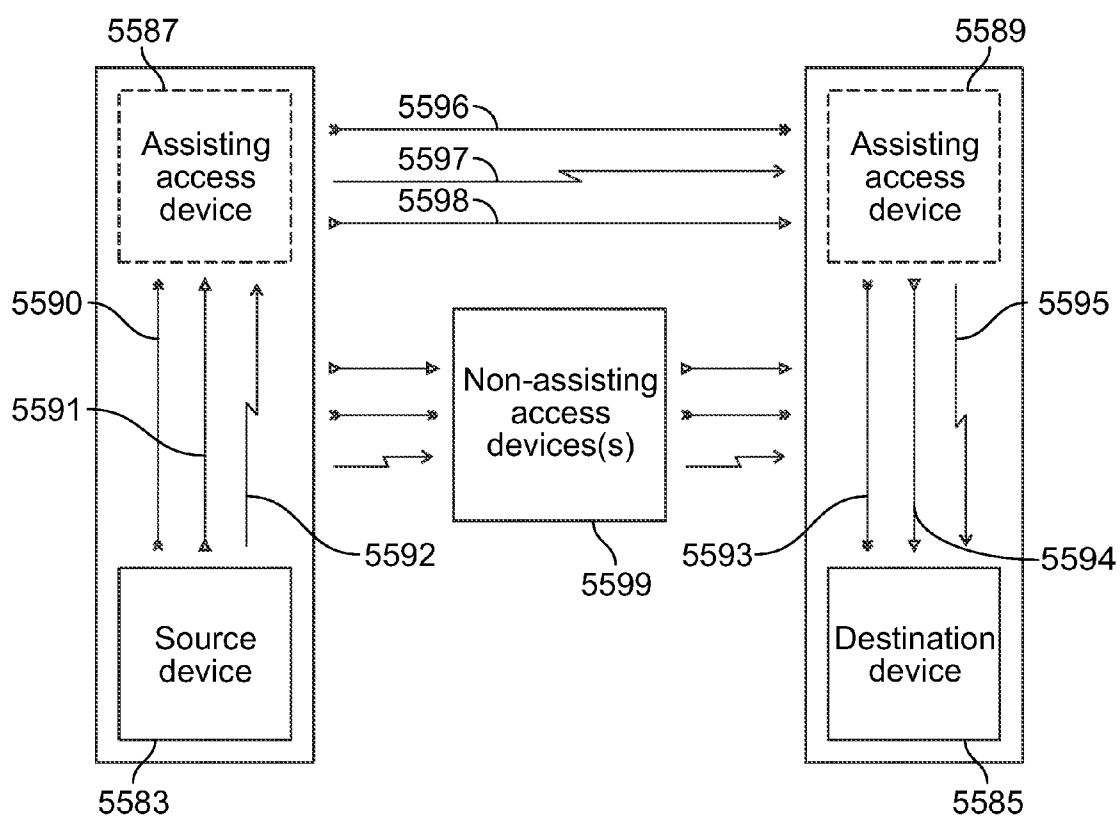 5587
5589
Assisting
access
device
5596
5597
5598
Assisting
access
device
5590
5595
5591
Non-assisting
access
devices(s)
5592
5593
5594
5599
Source
device
Destination
device
5583
5585